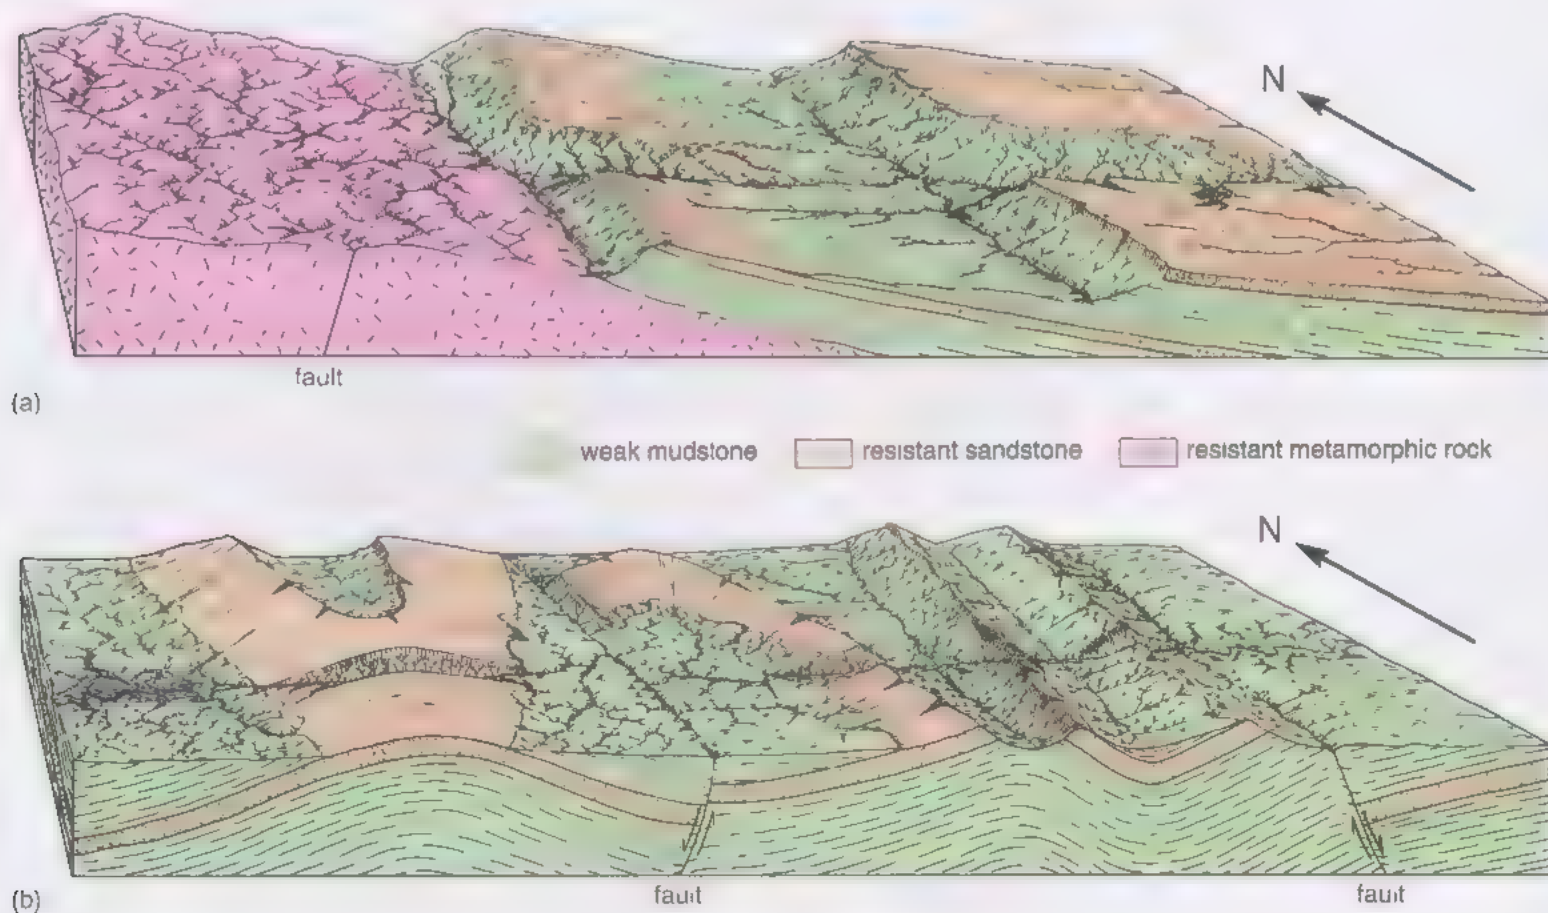 N
fault
(a)
weak mudstone resistant sandstone resistant metamorphic rock
N
(b)
fault fault